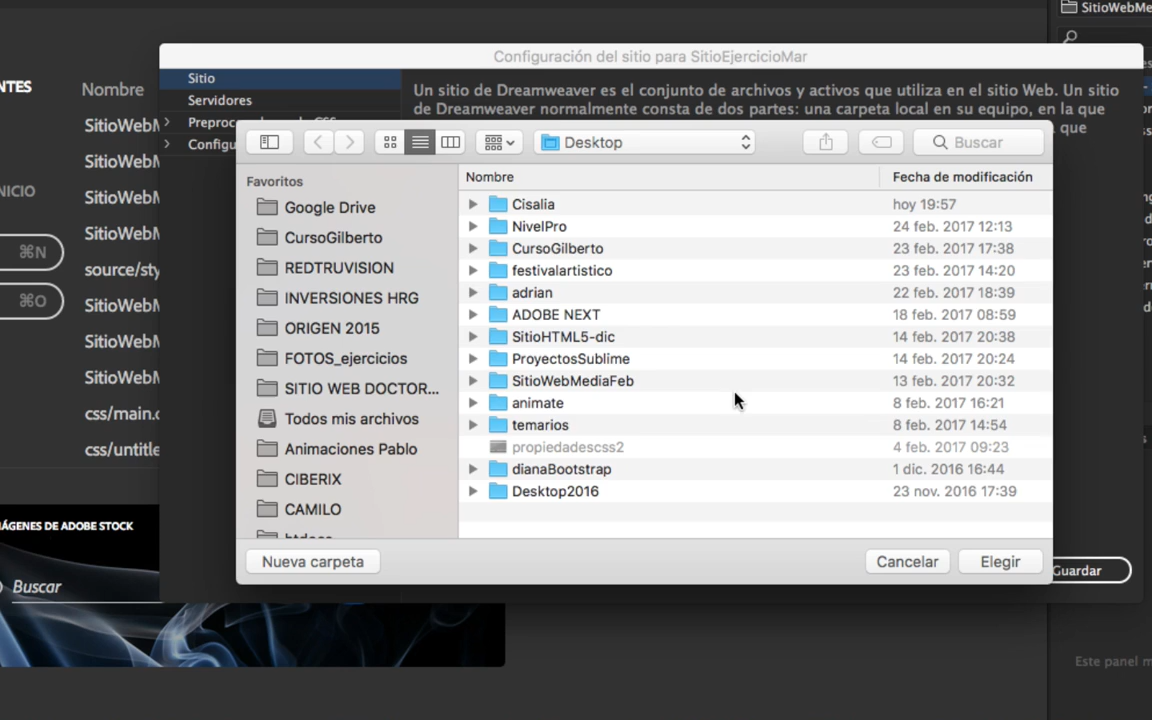 SitioWebMe
NTES
Nombre
SitioWebM
SitioWebM
NICIO
SitioWebM
SitioWebM
⌘N
source/sty
⌘O
SitioWebM
SitioWebM
SitioWebM
css/main.c
css/untitle
ÁGENES DE ADOBE STOCK
Buscar
Configuración del sitio para SitioEjercicioMar
Sitio
Servidores
Configu
Un sitio de Dreamweaver es el conjunto de archivos y activos que utiliza en el sitio Web. Un sitio
de Dreamweaver normalmente consta de dos partes: una carpeta local en su equipo, en la que
que
Desktop
Buscar
Favoritos
Google Drive
CursoGilberto
REDTRUVISION
INVERSIONES HRG
ORIGEN 2015
FOTOS_ejercicios
SITIO WEB DOCTOR...
Todos mis archivos
Animaciones Pablo
CIBERIX
CAMILO
Nombre Fecha de modificación
Cisalia hoy 19:57
NivelPro 24 feb. 2017 12:13
CursoGilberto 23 feb. 2017 17:38
festivalartistico 23 feb. 2017 14:20
adrian 22 feb. 2017 18:39
ADOBE NEXT 18 feb. 2017 08:59
SitioHTML5-dic 14 feb. 2017 20:38
ProyectosSublime 14 feb. 2017 20:24
SitioWebMediaFeb 13 feb. 2017 20:32
animate 8 feb. 2017 16:21
temarios 8 feb. 2017 14:54
propiedadescss2 4 feb. 2017 09:23
dianaBootstrap 1 dic. 2016 16:44
Desktop2016 23 nov. 2016 17:39
Nueva carpeta
Cancelar
Elegir
Guardar
Este panel m